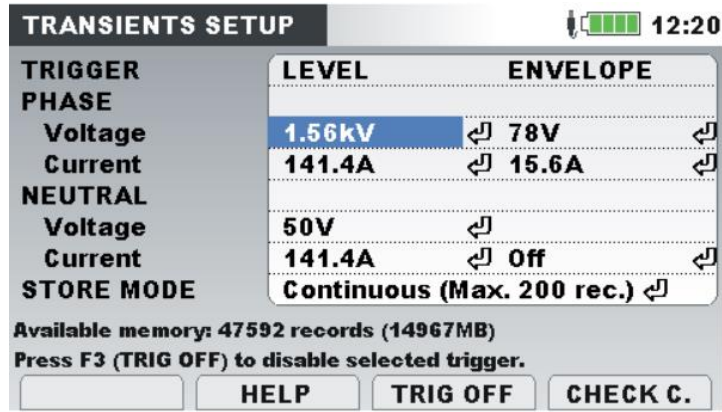 TRANSIENTS SETUP 12:20
TRIGGER LEVEL ENVELOPE
PHASE
Voltage 1.56kV 78V
Current 141.4A 15.6A
NEUTRAL
Voltage 50V
Current 141.4A Off
STORE MODE Continuous (Max. 200 rec.)
Available memory: 47592 records (14967MB)
Press F3 (TRIG OFF) to disable selected trigger.
HELP TRIG OFF CHECK C.